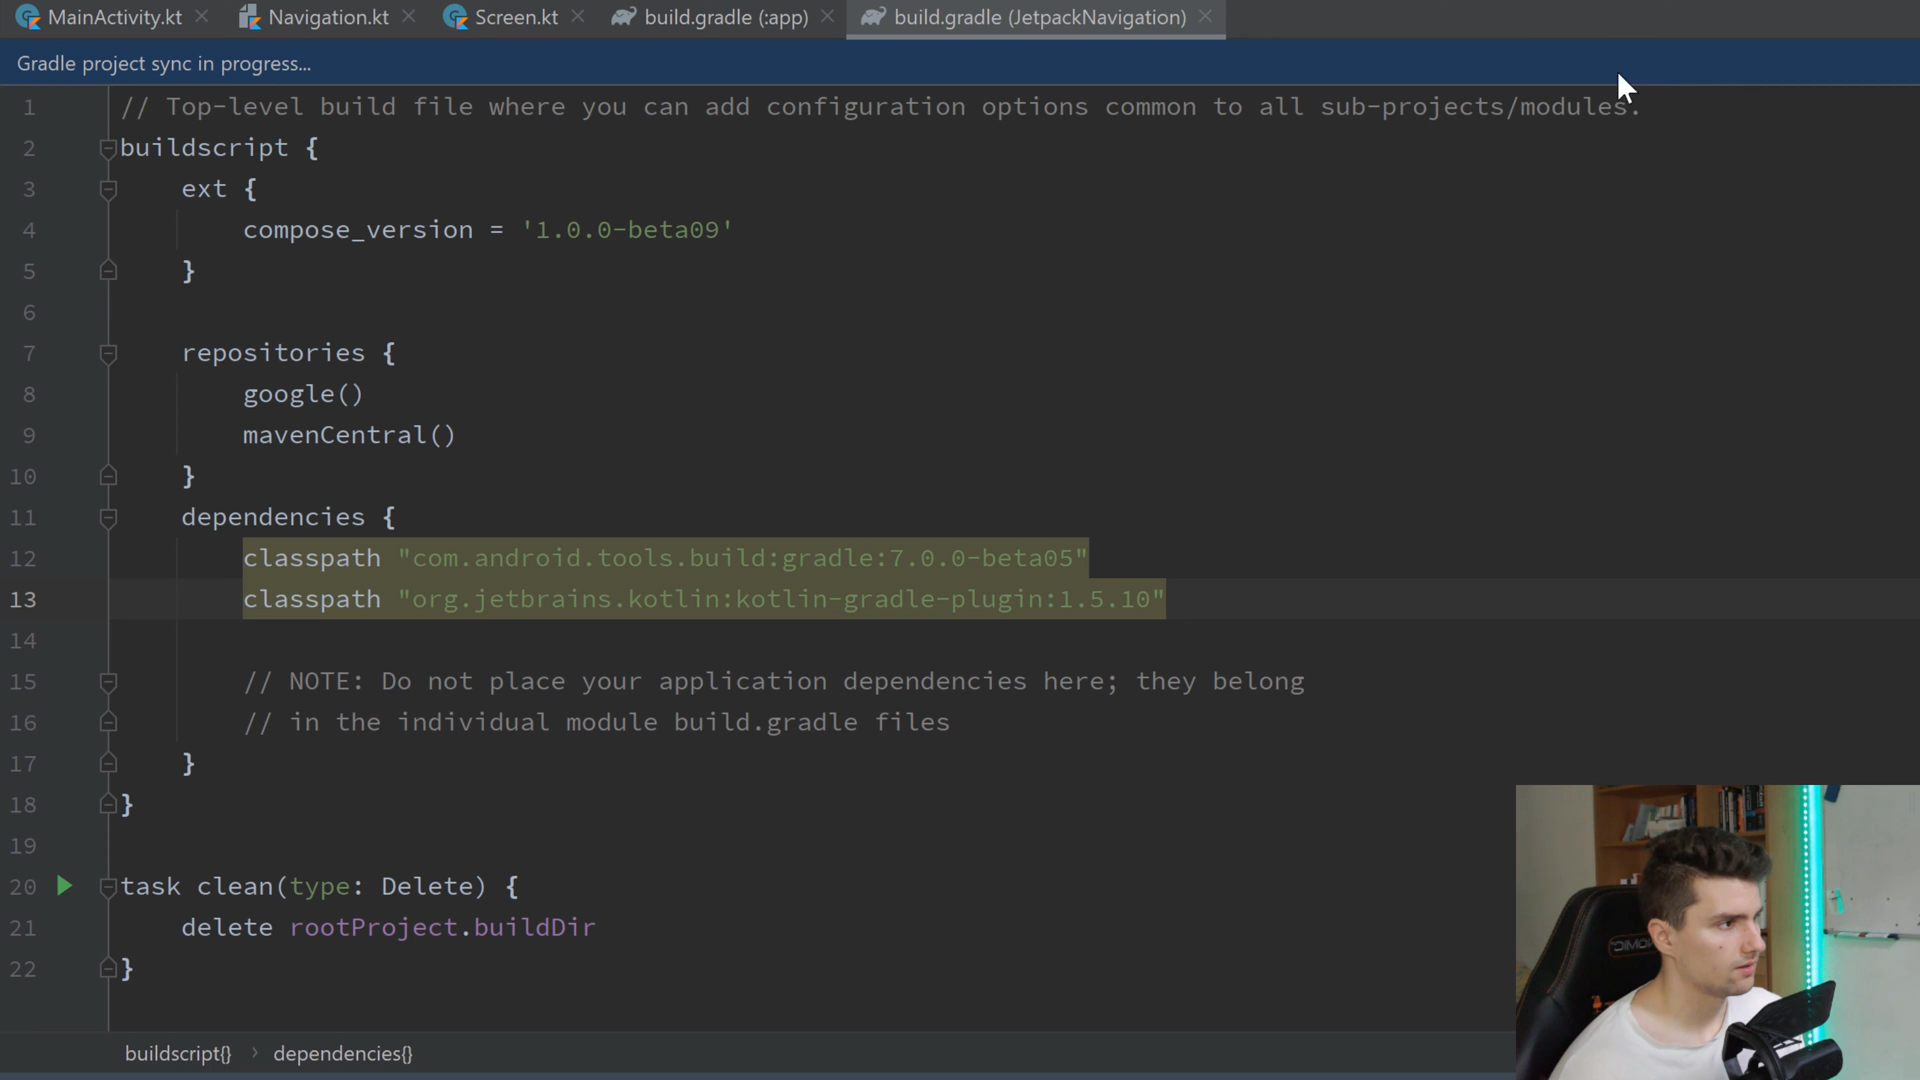 MainActivity.kt
Navigation.kt
Screen.kt
build.gradle (:app)
build.gradle (JetpackNavigation)
Gradle project sync in progress...
1 // Top-level build file where you can add configuration options common to all sub-projects/modules.
2 buildscript {
3 ext {
4 compose_version = '1.0.0-beta09'
5 }
6
7 repositories {
8 google()
9 mavenCentral()
10 }
11 dependencies {
12 classpath "com.android.tools.build:gradle:7.0.0-beta05"
13 classpath "org.jetbrains.kotlin:kotlin-gradle-plugin:1.5.10"
14
15 // NOTE: Do not place your application dependencies here; they belong
16 // in the individual module build.gradle files
17 }
18 }
19
20 task clean(type: Delete) {
21 delete rootProject.buildDir
22 }
buildscript{} › dependencies{}